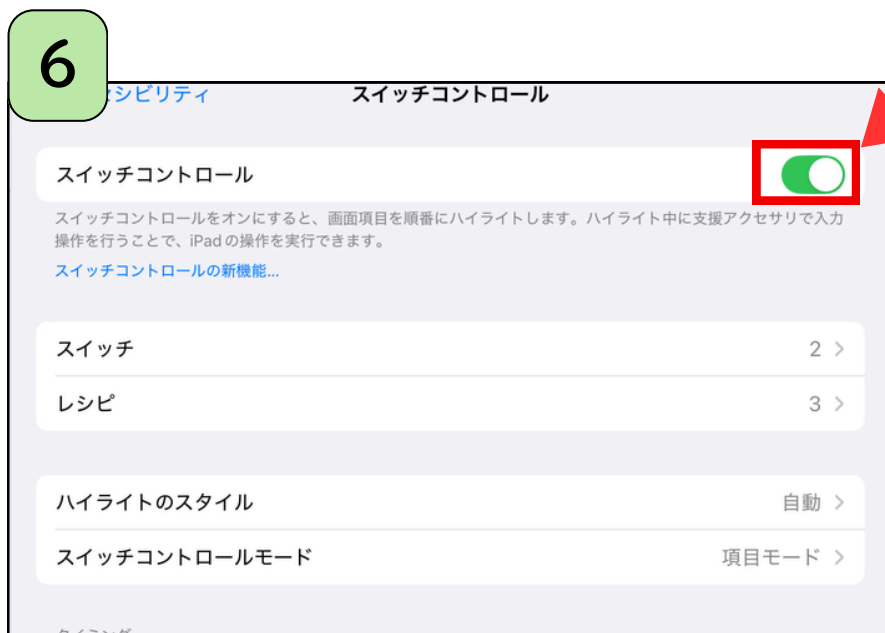 6
セシビリティ スイッチコントロール
スイッチコントロール
スイッチコントロールをオンにすると、画面項目を順番にハイライトします。ハイライト中に支援アクセサリで入力
操作を行うことで、iPadの操作を実行できます。
スイッチコントロールの新機能...
スイッチ 2
レシピ 3
ハイライトのスタイル 自動
スイッチコントロールモード 項目モード
タイミング